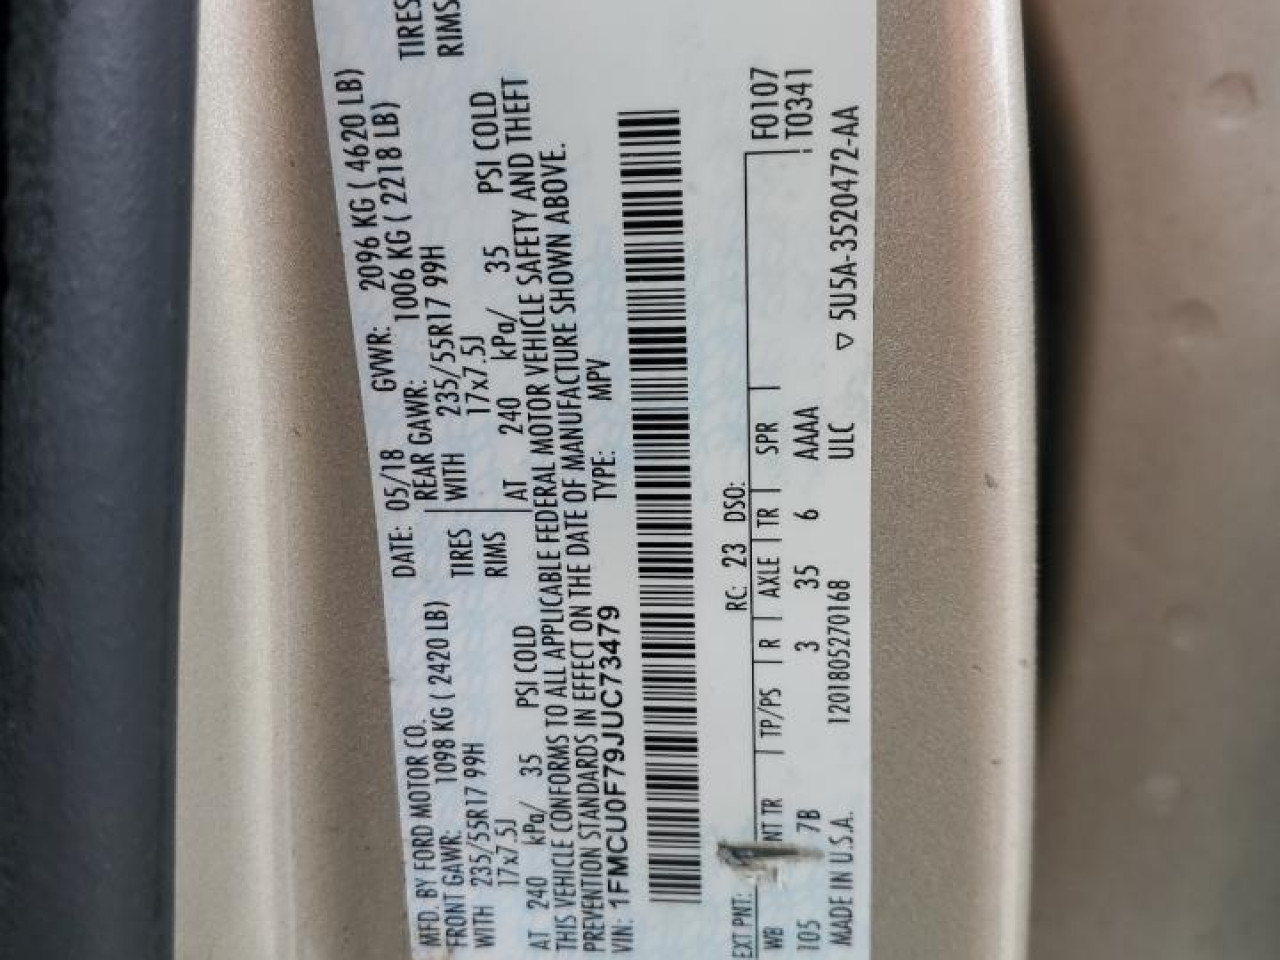 MFD. BY FORD MOTOR CO.
DATE: 05/18 GVWR: 2096 KG ( 4620 LB)
FRONT GAWR: 1098 KG ( 2420 LB) REAR GAWR: 1006 KG ( 2218 LB)
WITH 235/55R17 99H TIRES WITH 235/55R17 99H TIRES
17x7.5J RIMS 17x7.5J RIMS
AT 240 kPa/ 35 PSI COLD AT 240 kPa/ 35 PSI COLD
THIS VEHICLE CONFORMS TO ALL APPLICABLE FEDERAL MOTOR VEHICLE SAFETY AND THEFT
PREVENTION STANDARDS IN EFFECT ON THE DATE OF MANUFACTURE SHOWN ABOVE.
VIN: 1FMCU0F79JUC73479 TYPE: MPV
EXT PNT: RC: 23 DSO: F0107
WB NT TR TP/PS R AXLE TR SPR T0341
105 7B 3 35 6 AAAA
MADE IN U.S.A. 120180527016​8 ULC ▽ 5U5A-3520472-AA